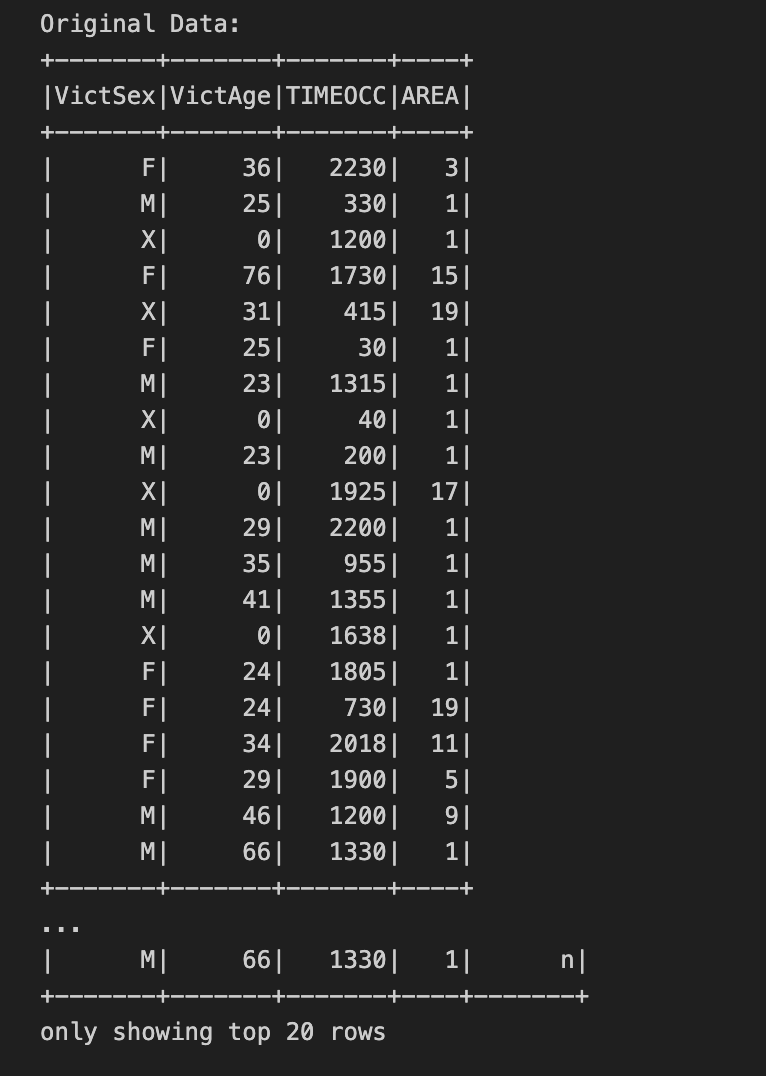 Original Data:
+-------+-------+-------+----+
|VictSex|VictAge|TIMEOCC|AREA|
+-------+-------+-------+----+
|      F|     36|   2230|   3|
|      M|     25|    330|   1|
|      X|      0|   1200|   1|
|      F|     76|   1730|  15|
|      X|     31|    415|  19|
|      F|     25|     30|   1|
|      M|     23|   1315|   1|
|      X|      0|     40|   1|
|      M|     23|    200|   1|
|      X|      0|   1925|  17|
|      M|     29|   2200|   1|
|      M|     35|    955|   1|
|      M|     41|   1355|   1|
|      X|      0|   1638|   1|
|      F|     24|   1805|   1|
|      F|     24|    730|  19|
|      F|     34|   2018|  11|
|      F|     29|   1900|   5|
|      M|     46|   1200|   9|
|      M|     66|   1330|   1|
+-------+-------+-------+----+
...
|      M|     66|   1330|   1|      n|
+-------+-------+-------+----+-------+
only showing top 20 rows